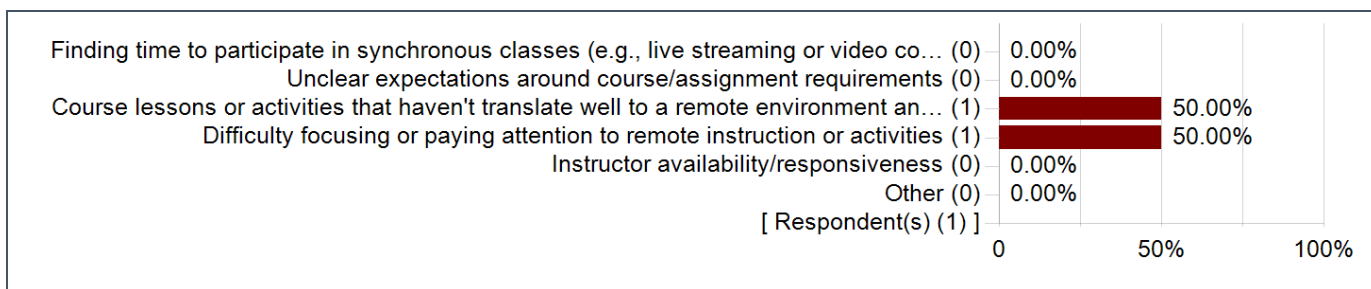 Finding time to participate in synchronous classes (e.g., live streaming or video co… (0) 0.00%
Unclear expectations around course/assignment requirements (0) 0.00%
Course lessons or activities that haven't translate well to a remote environment an… (1) 50.00%
Difficulty focusing or paying attention to remote instruction or activities (1) 50.00%
Instructor availability/responsiveness (0) 0.00%
Other (0) 0.00%
[ Respondent(s) (1) ]
0 50% 100%